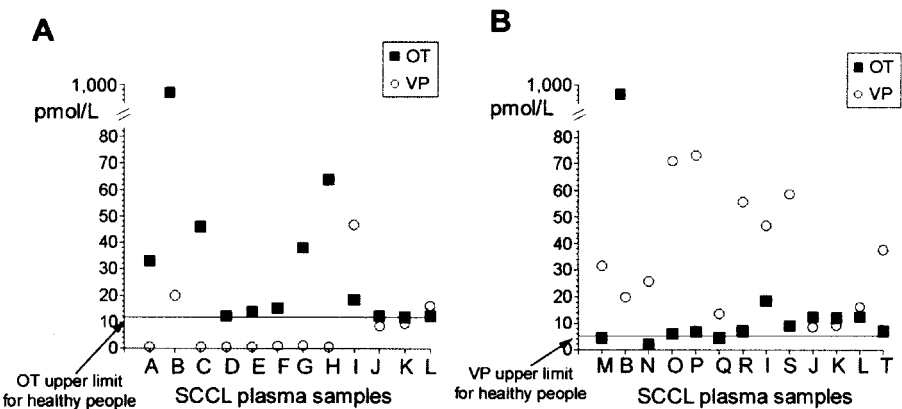 A
■ OT
○ VP
1,000
pmol/L
80
70
60
50
40
30
20
10
0
A B C D E F G H I J K L
OT upper limit
for healthy people
SCCL plasma samples
B
■ OT
○ VP
1,000
pmol/L
80
70
60
50
40
30
20
10
0
M B N O P Q R I S J K L T
VP upper limit
for healthy people
SCCL plasma samples